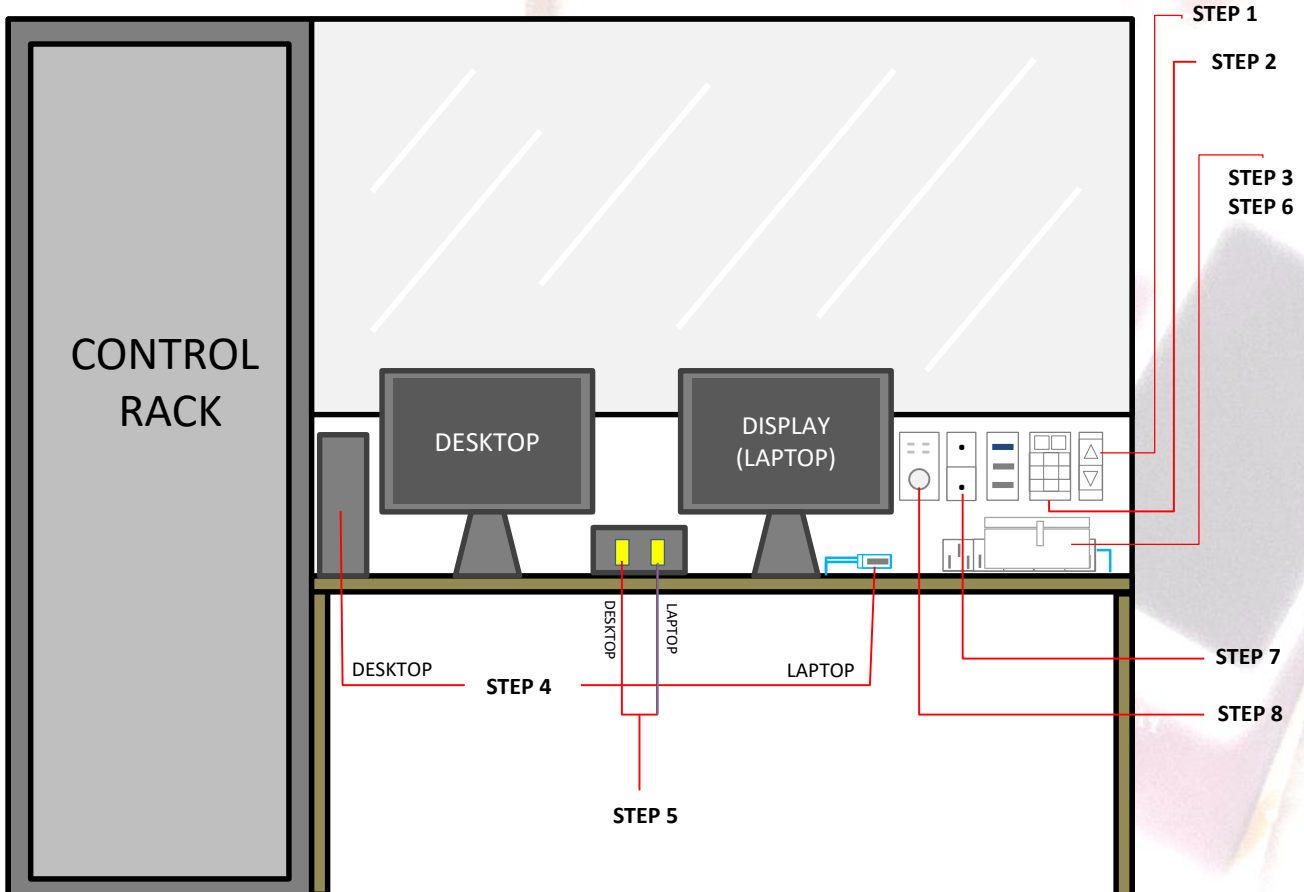 STEP 1
STEP 2
STEP 3
STEP 6
CONTROL
RACK
DESKTOP
DISPLAY
(LAPTOP)
DESKTOP
LAPTOP
DESKTOP
STEP 4
LAPTOP
STEP 7
STEP 8
STEP 5